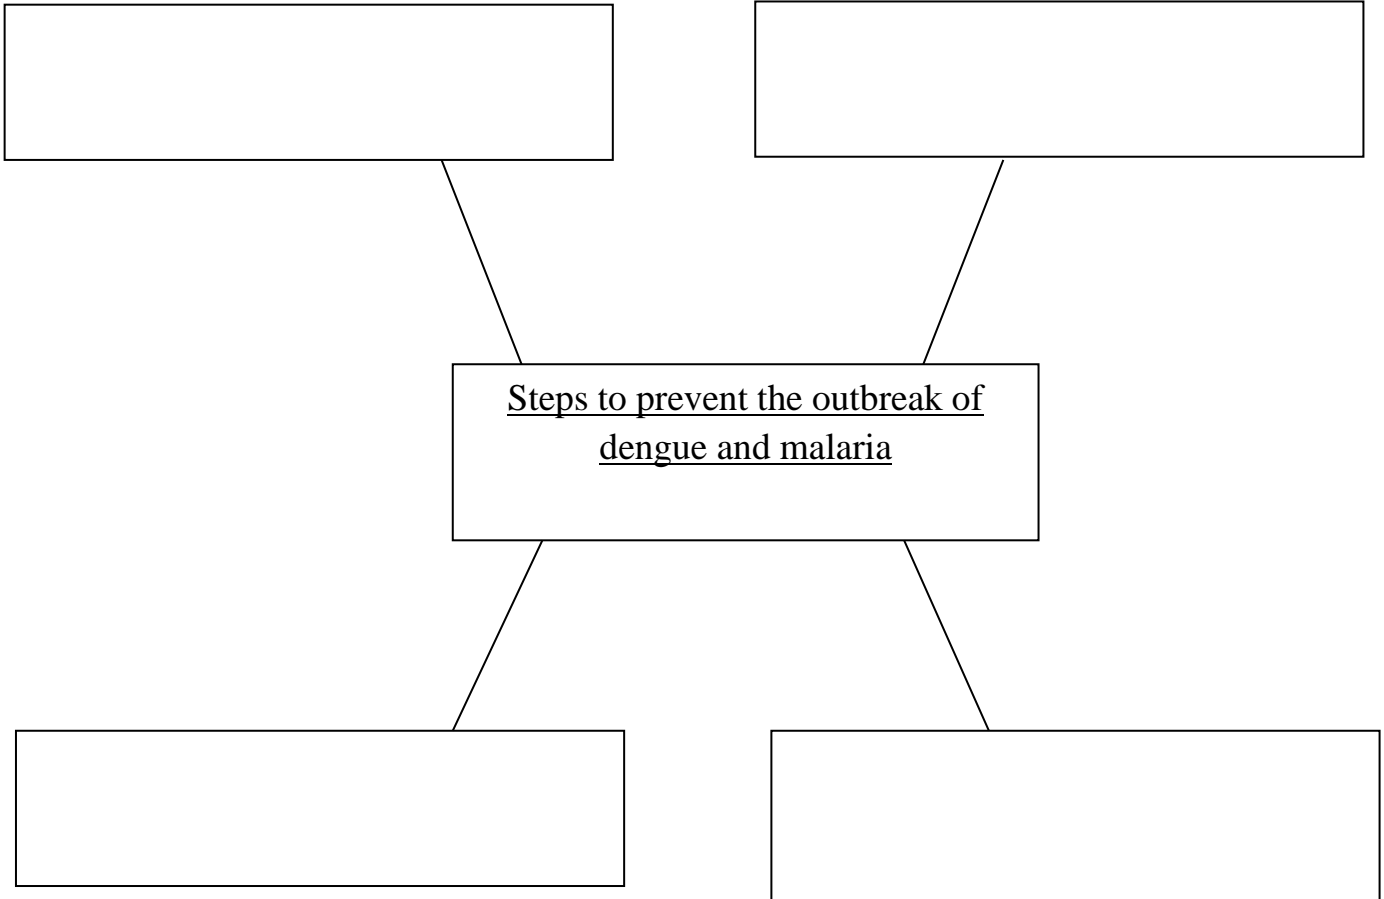 Steps to prevent the outbreak of
dengue and malaria